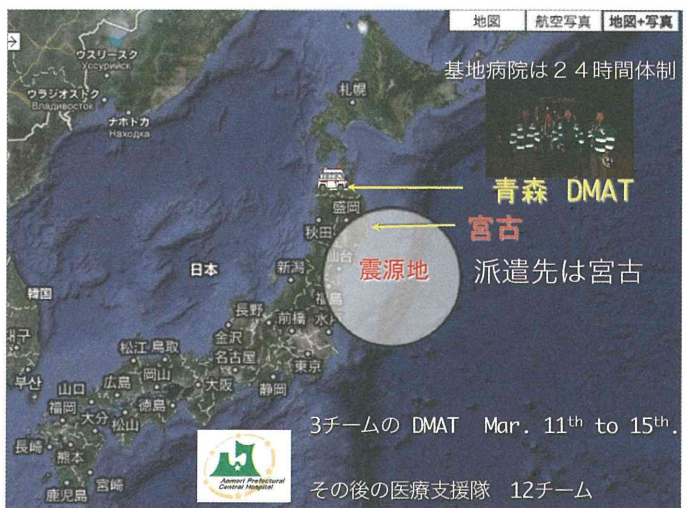 地図 航空写真 地図+写真
基地病院は24時間体制
ウスリースク
Уссурийск
ウラジオストク
Владивосток
ナホトカ
Находка
札幌
青森 DMAT
盛岡
宮古
秋田
仙台
震源地
派遣先は宮古
日本
新潟
福島
韓国
長野
前橋 水戸
金沢
松江 鳥取
名古屋
東京
부산
山口
広島
岡山
大阪
静岡
福岡
大分
松山
徳島
長崎
熊本
宮崎
鹿児島
3チームの DMAT Mar. 11th to 15th.
Aomori Prefectural
Central Hospital
その後の医療支援隊 12チーム